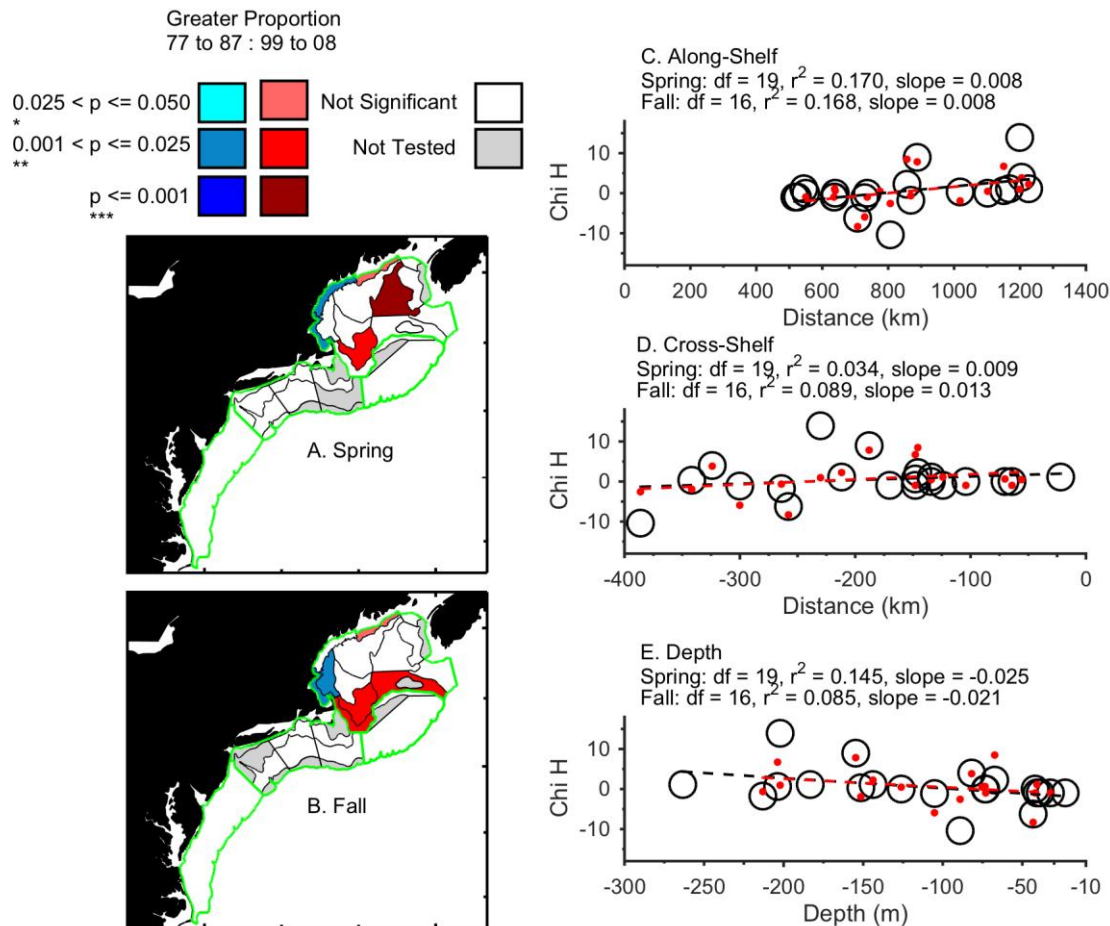 Greater Proportion
77 to 87 : 99 to 08
0.025 < p <= 0.050
*
0.001 < p <= 0.025
**
p <= 0.001
***
Not Significant
Not Tested
A. Spring
B. Fall
C. Along-Shelf
Spring: df = 19, r² = 0.170, slope = 0.008
Fall: df = 16, r² = 0.168, slope = 0.008
Chi H
10
0
-10
0 200 400 600 800 1000 1200 1400
Distance (km)
D. Cross-Shelf
Spring: df = 19, r² = 0.034, slope = 0.009
Fall: df = 16, r² = 0.089, slope = 0.013
Chi H
10
0
-10
-400 -300 -200 -100 0
Distance (km)
E. Depth
Spring: df = 19, r² = 0.145, slope = -0.025
Fall: df = 16, r² = 0.085, slope = -0.021
Chi H
10
0
-10
-300 -250 -200 -150 -100 -50 -10
Depth (m)